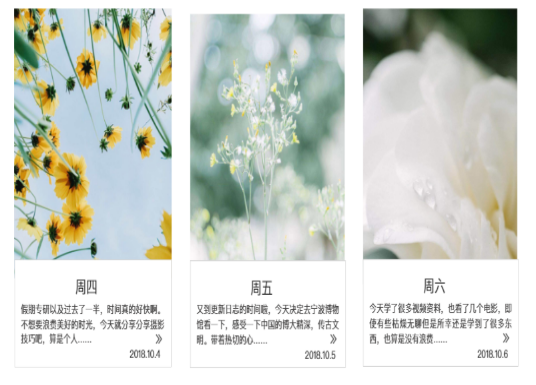 周四
假期专研以及过去了一半，时间真的好快啊。
不想要浪费美好的时光，今天就分享分享摄影
技巧吧，算是个人……
》
2018.10.4
周五
又到更新日志的时间啦，今天决定去宁波博物
馆看一下，感受一下中国的博大精深，传古文
明。带着热切的心……
》
2018.10.5
周六
今天学了很多视频资料，也看了几个电影，即
便有些枯燥无聊但是所幸还是学到了很多东
西，也算是没有浪费……
》
2018.10.6